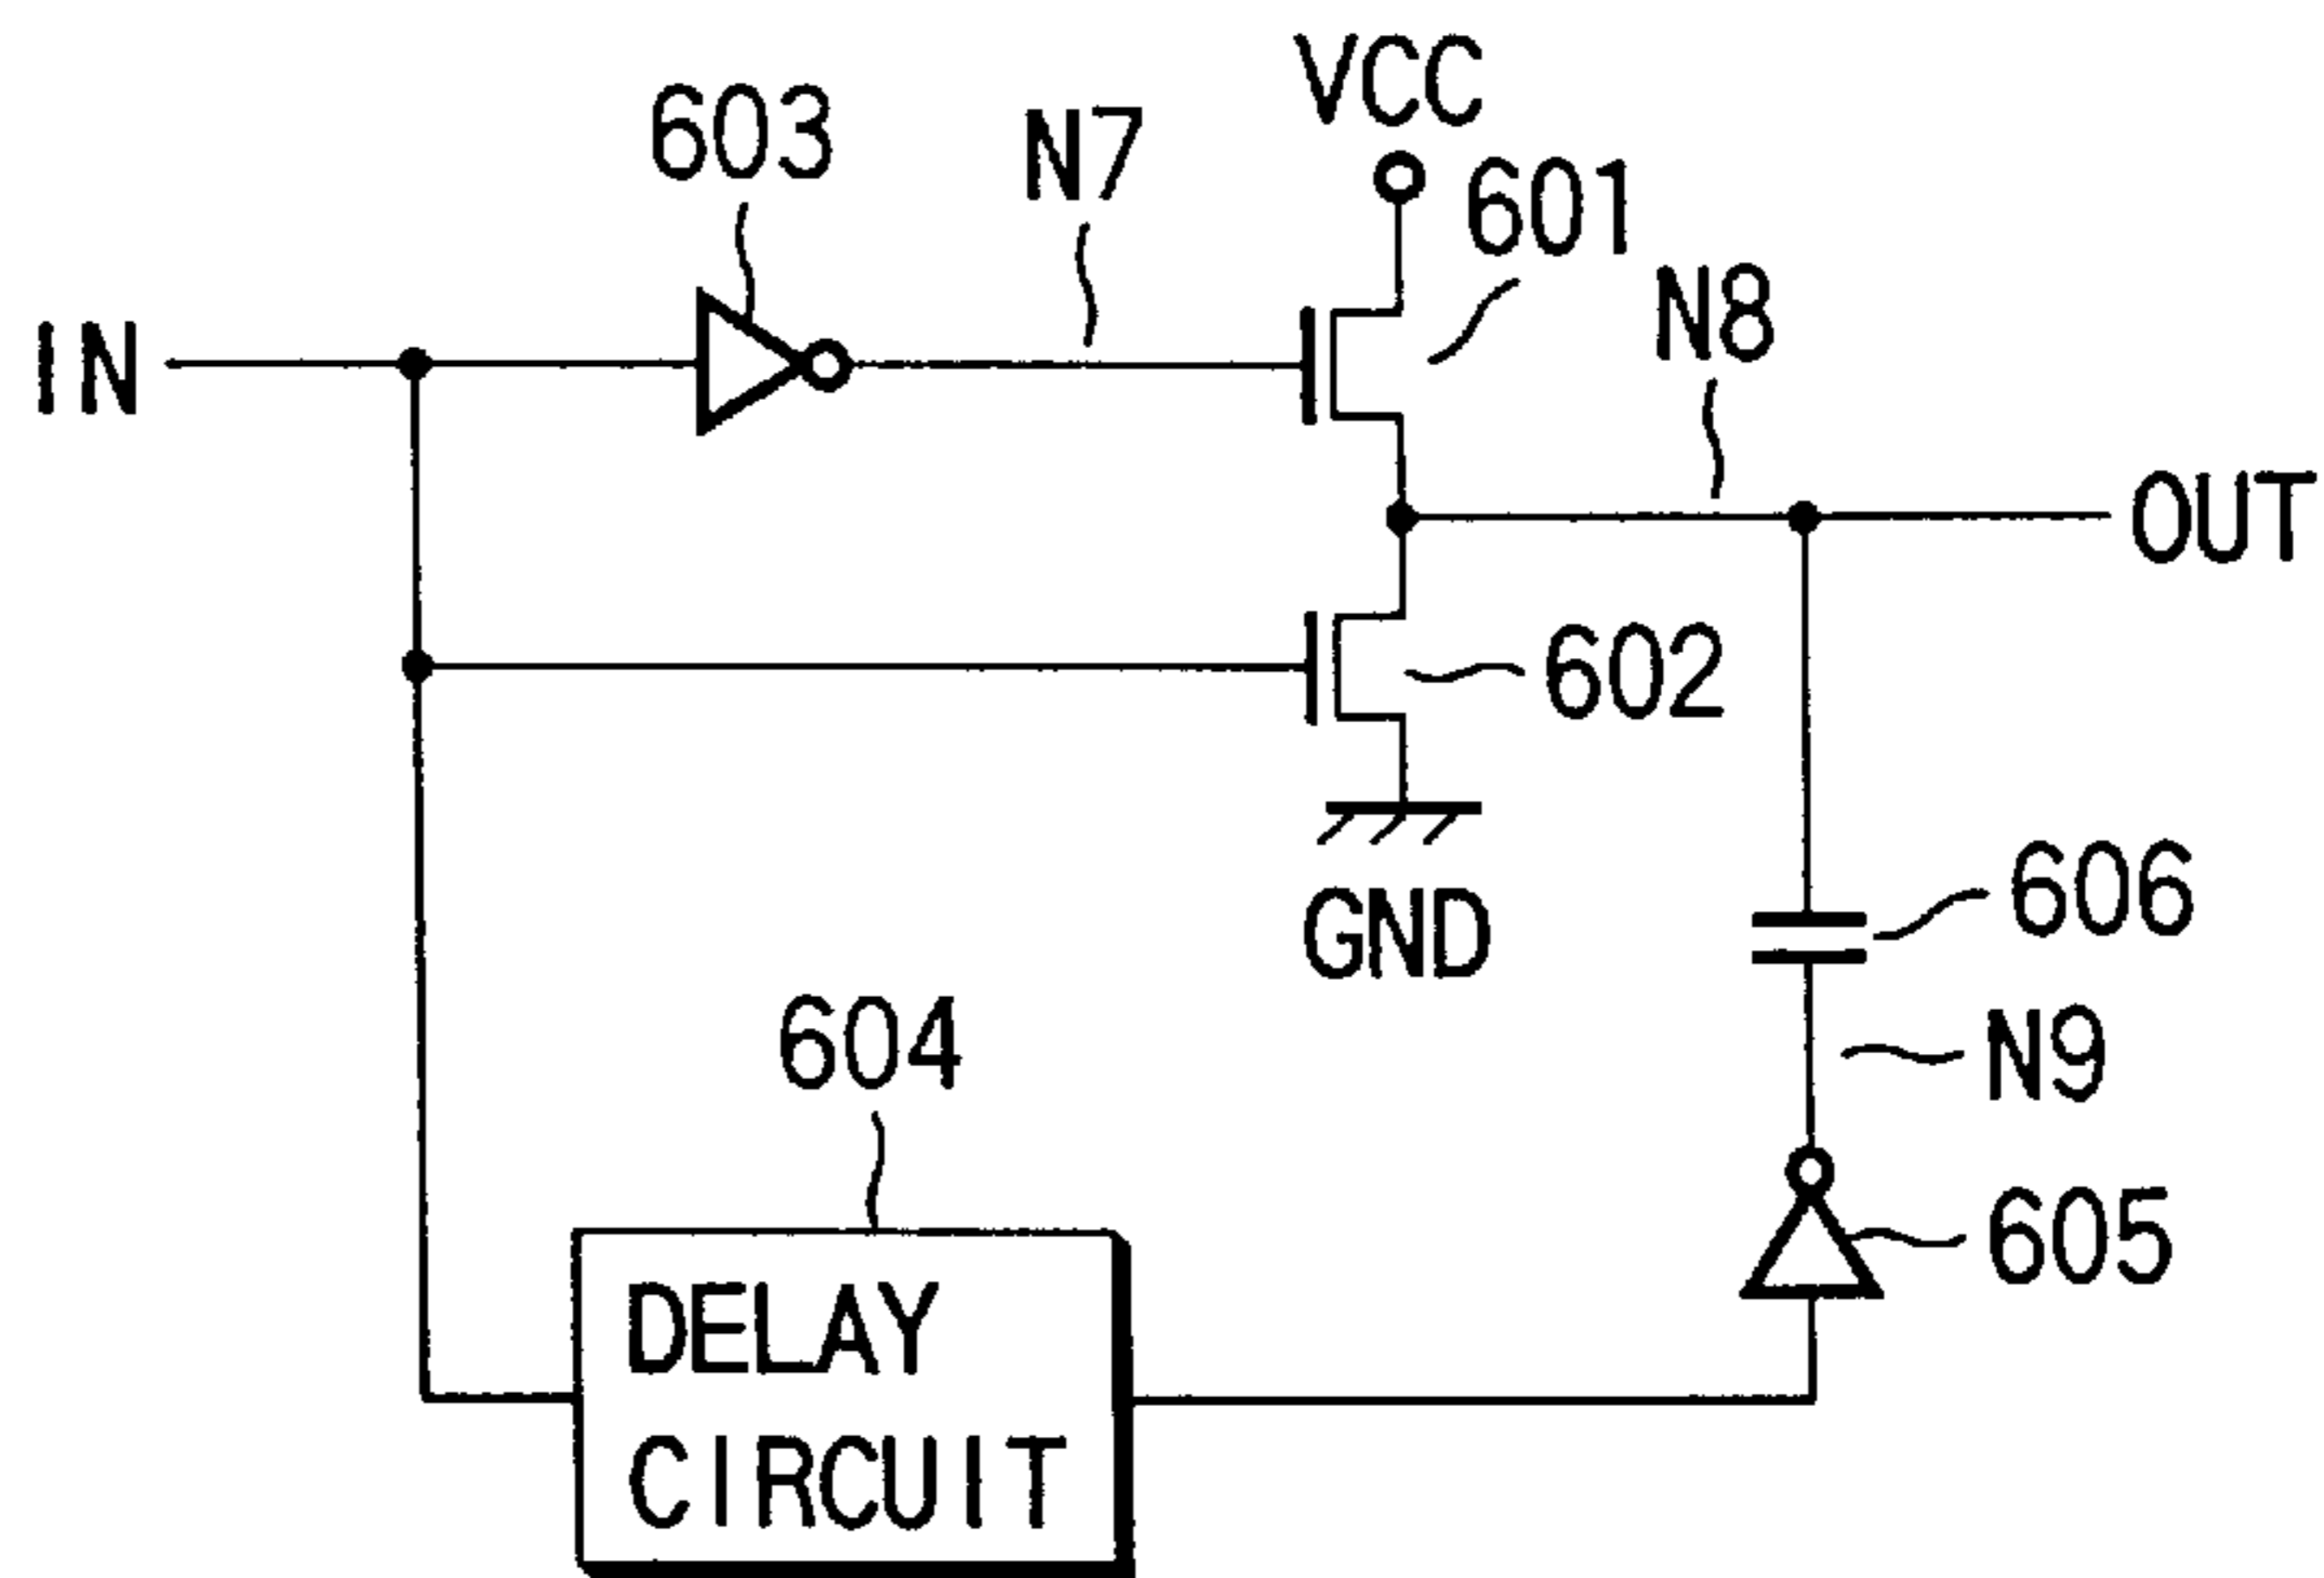 VCC
603
N7
601
N8
IN
OUT
602
606
GND
604
N9
605
DELAY
CIRCUIT